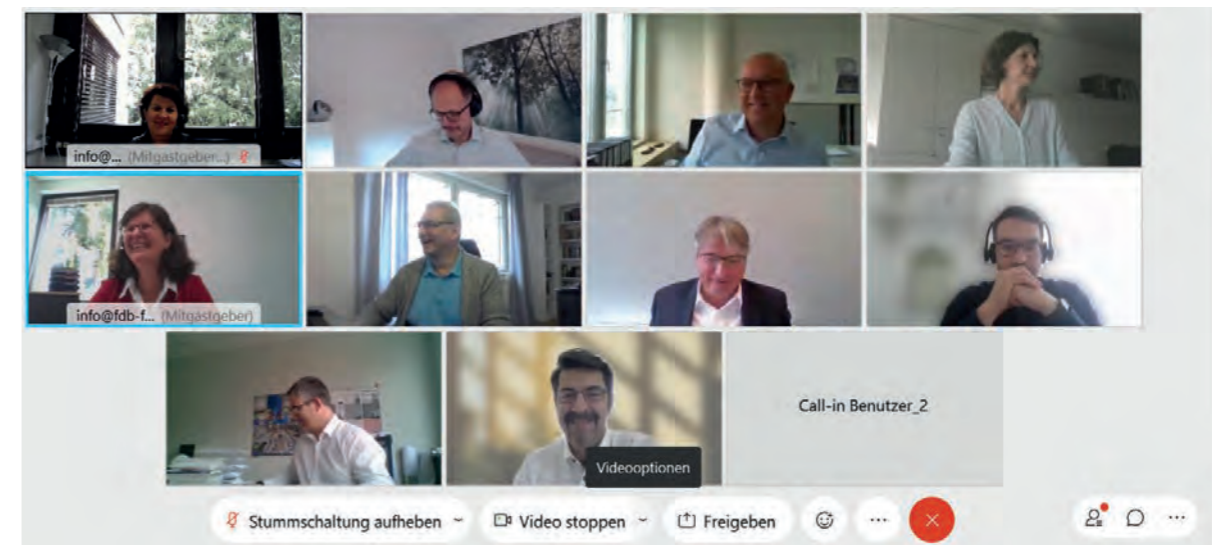 info@... (Mitgastgeber...)
info@fdb-f... (Mitgastgeber)
Call-in Benutzer_2
Videooptionen
Stummschaltung aufheben
Video stoppen
Freigeben